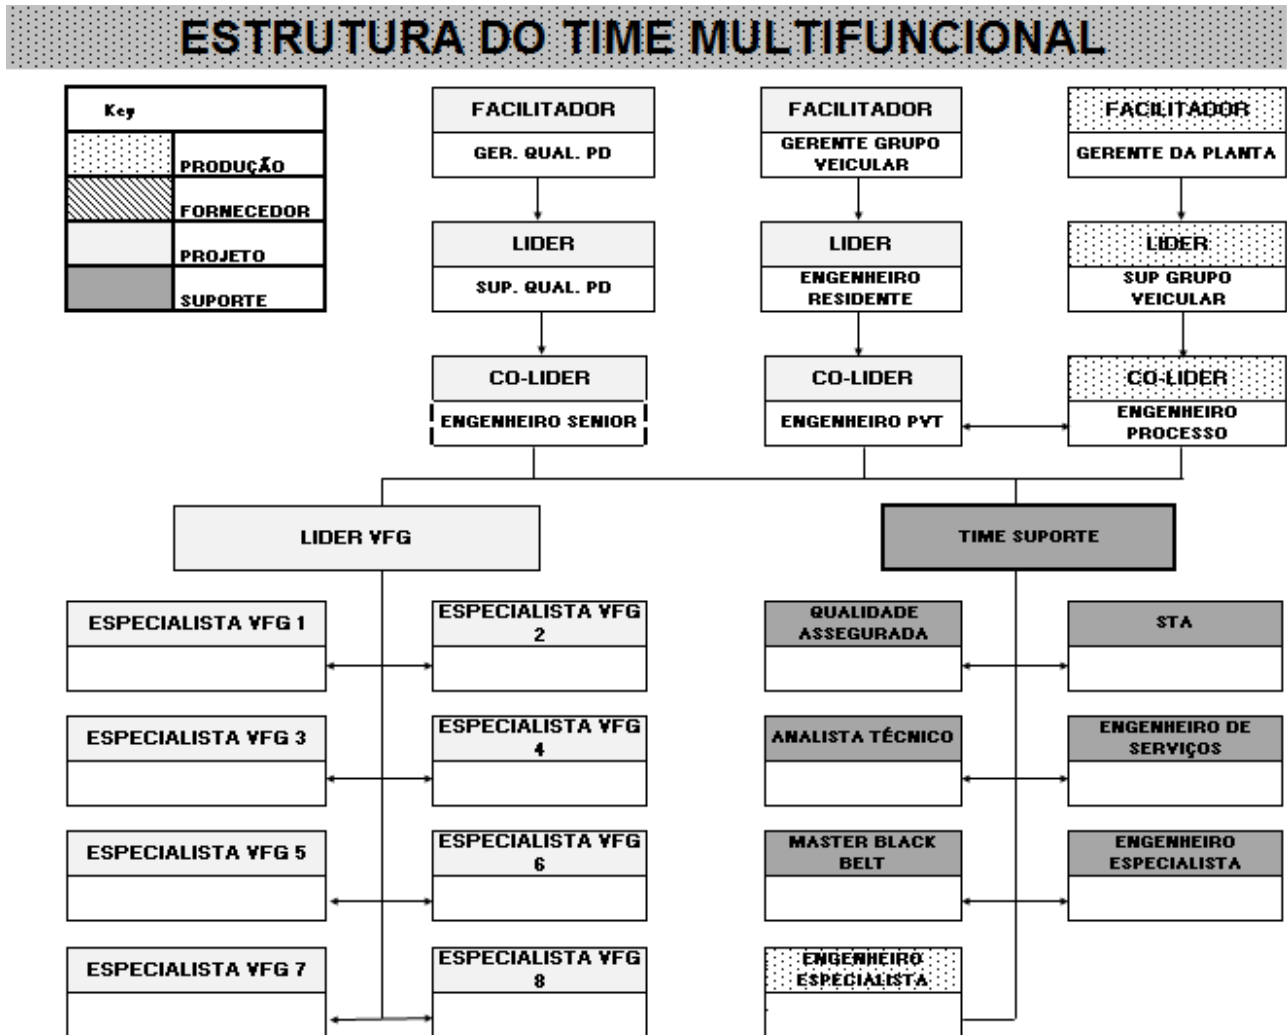 ESTRUTURA DO TIME MULTIFUNCIONAL
Key
PRODUÇÃO
FORNECEDOR
PROJETO
SUPORTE
FACILITADOR
GER. QUAL. PD
FACILITADOR
GERENTE GRUPO
VEICULAR
FACILITADOR
GERENTE DA PLANTA
LIDER
SUP. QUAL. PD
LIDER
ENGENHEIRO
RESIDENTE
LIDER
SUP GRUPO
VEICULAR
CO-LIDER
ENGENHEIRO SENIOR
CO-LIDER
ENGENHEIRO PVT
CO-LIDER
ENGENHEIRO
PROCESSO
LIDER VFG
TIME SUPORTE
ESPECIALISTA VFG 1
ESPECIALISTA VFG
2
QUALIDADE
ASSEGURADA
STA
ESPECIALISTA VFG 3
ESPECIALISTA VFG
4
ANALISTA TÉCNICO
ENGENHEIRO DE
SERVIÇOS
ESPECIALISTA VFG 5
ESPECIALISTA VFG
6
MASTER BLACK
BELT
ENGENHEIRO
ESPECIALISTA
ESPECIALISTA VFG 7
ESPECIALISTA VFG
8
ENGENHEIRO
ESPECIALISTA